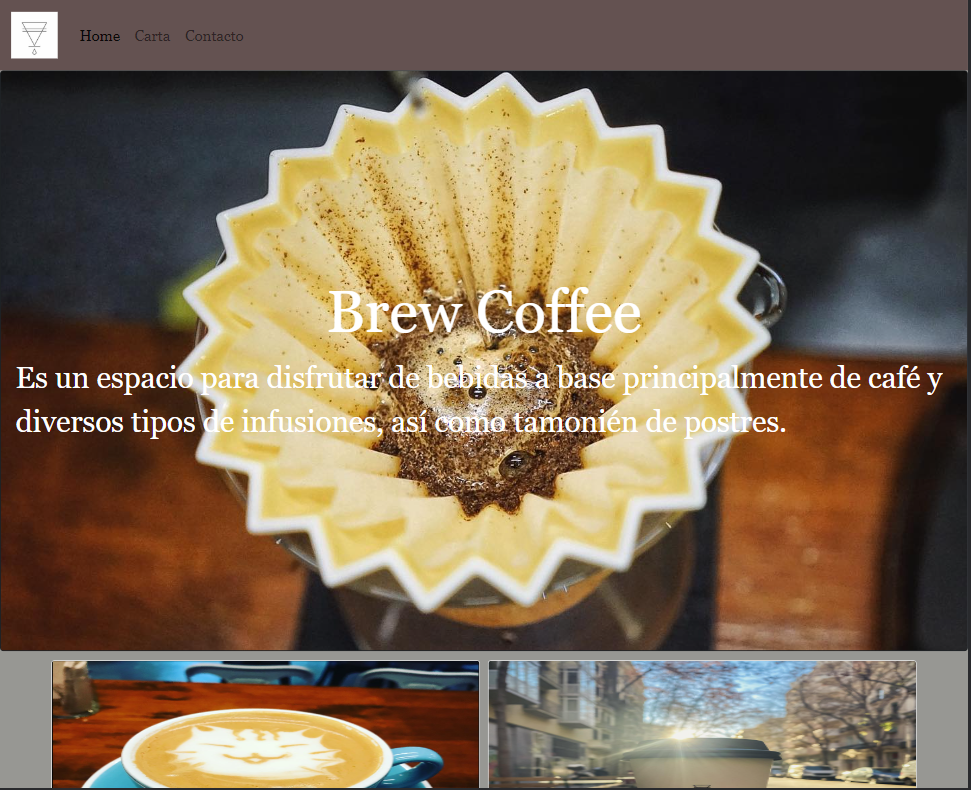 Home Carta Contacto
Brew Coffee
Es un espacio para disfrutar de bebidas a base principalmente de café y
diversos tipos de infusiones, así como tamonién de postres.